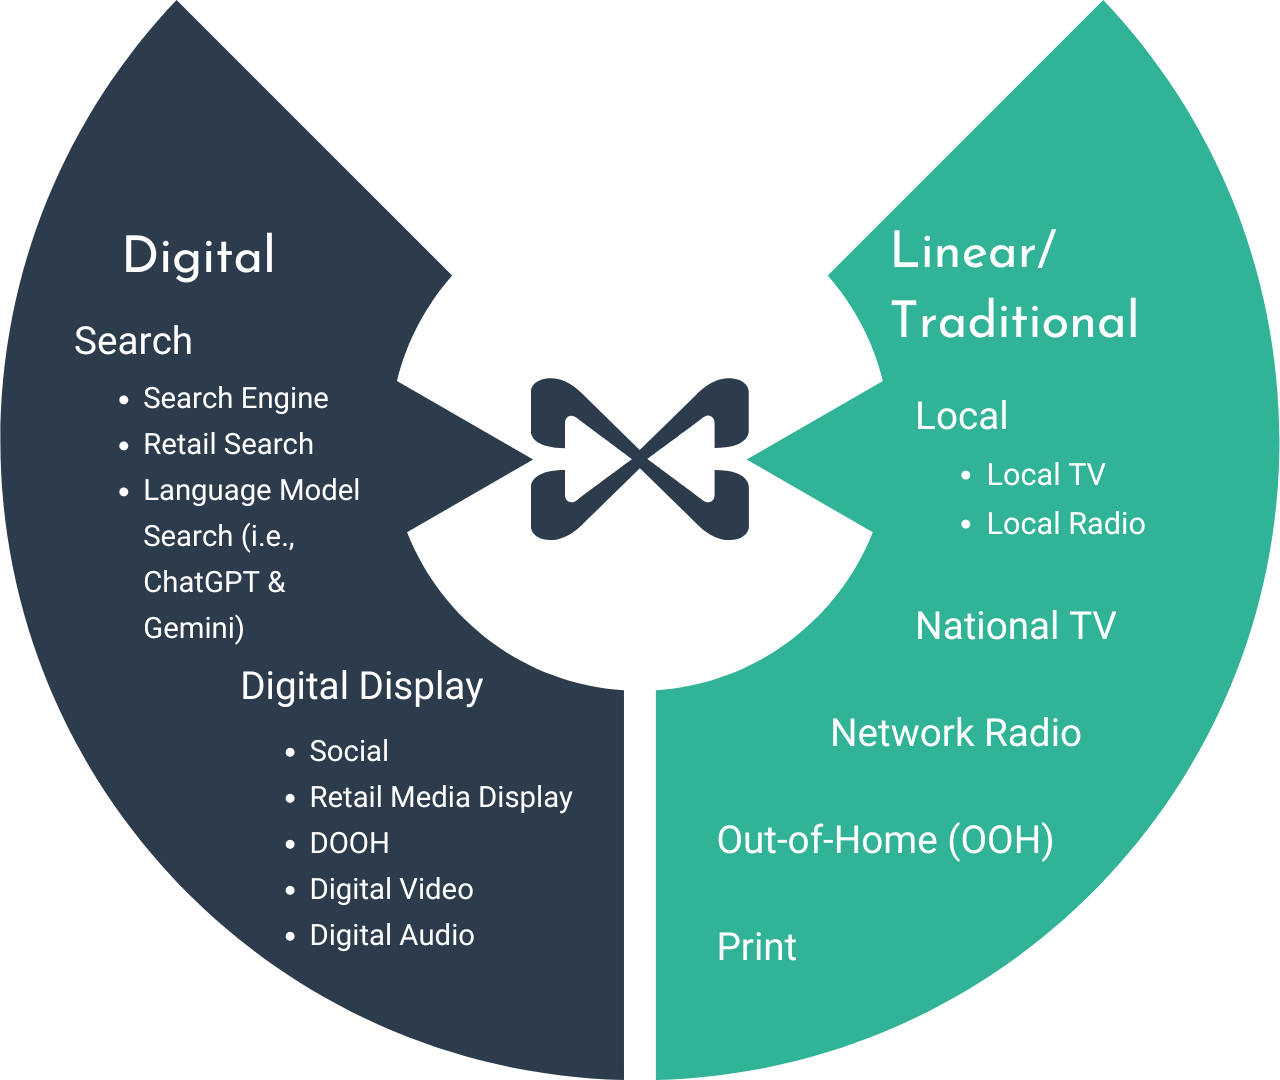 Digital
Search
• Search Engine
• Retail Search
• Language Model
Search (i.e.,
ChatGPT &
Gemini)
Digital Display
• Social
• Retail Media Display
• DOOH
• Digital Video
• Digital Audio
Linear/
Traditional
Local
• Local TV
• Local Radio
National TV
Network Radio
Out-of-Home (OOH)
Print